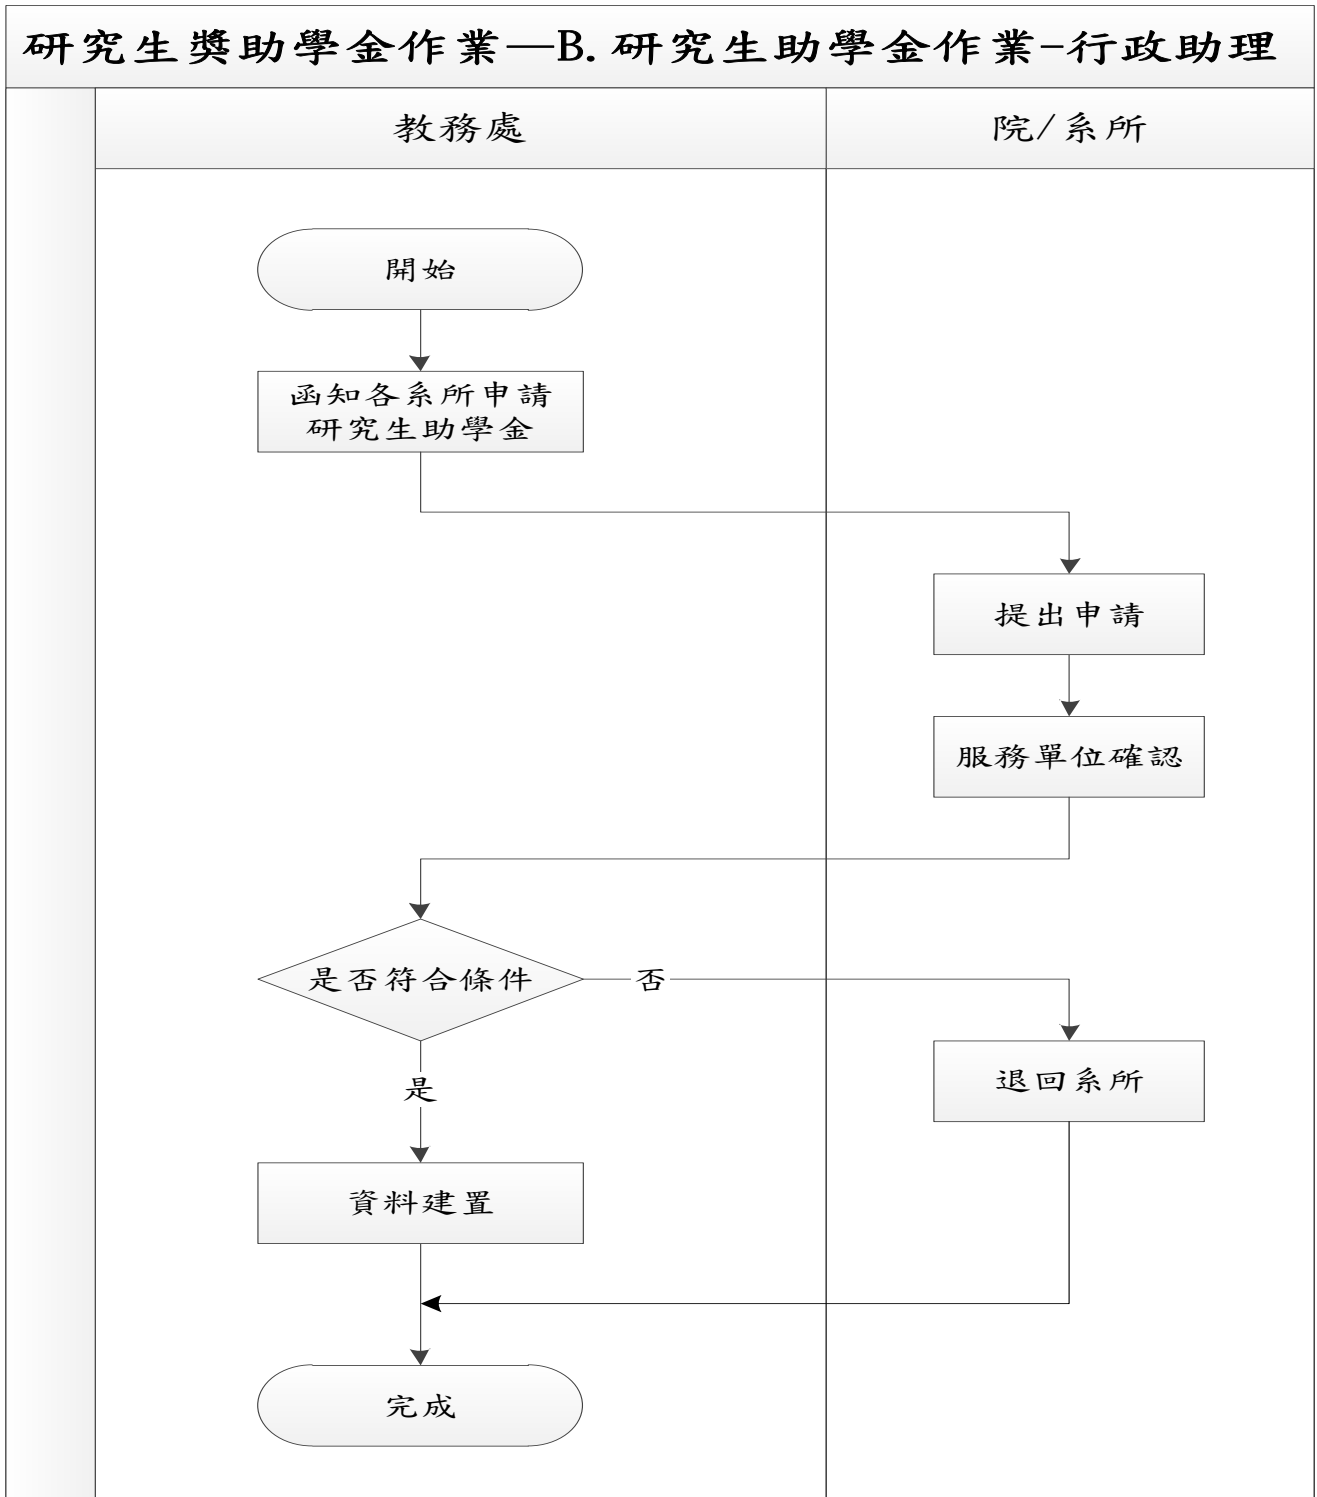 研究生獎助學金作業—B.研究生助學金作業-行政助理
教務處
院/系所
開始
函知各系所申請
研究生助學金
提出申請
服務單位確認
是否符合條件
否
是
退回系所
資料建置
完成